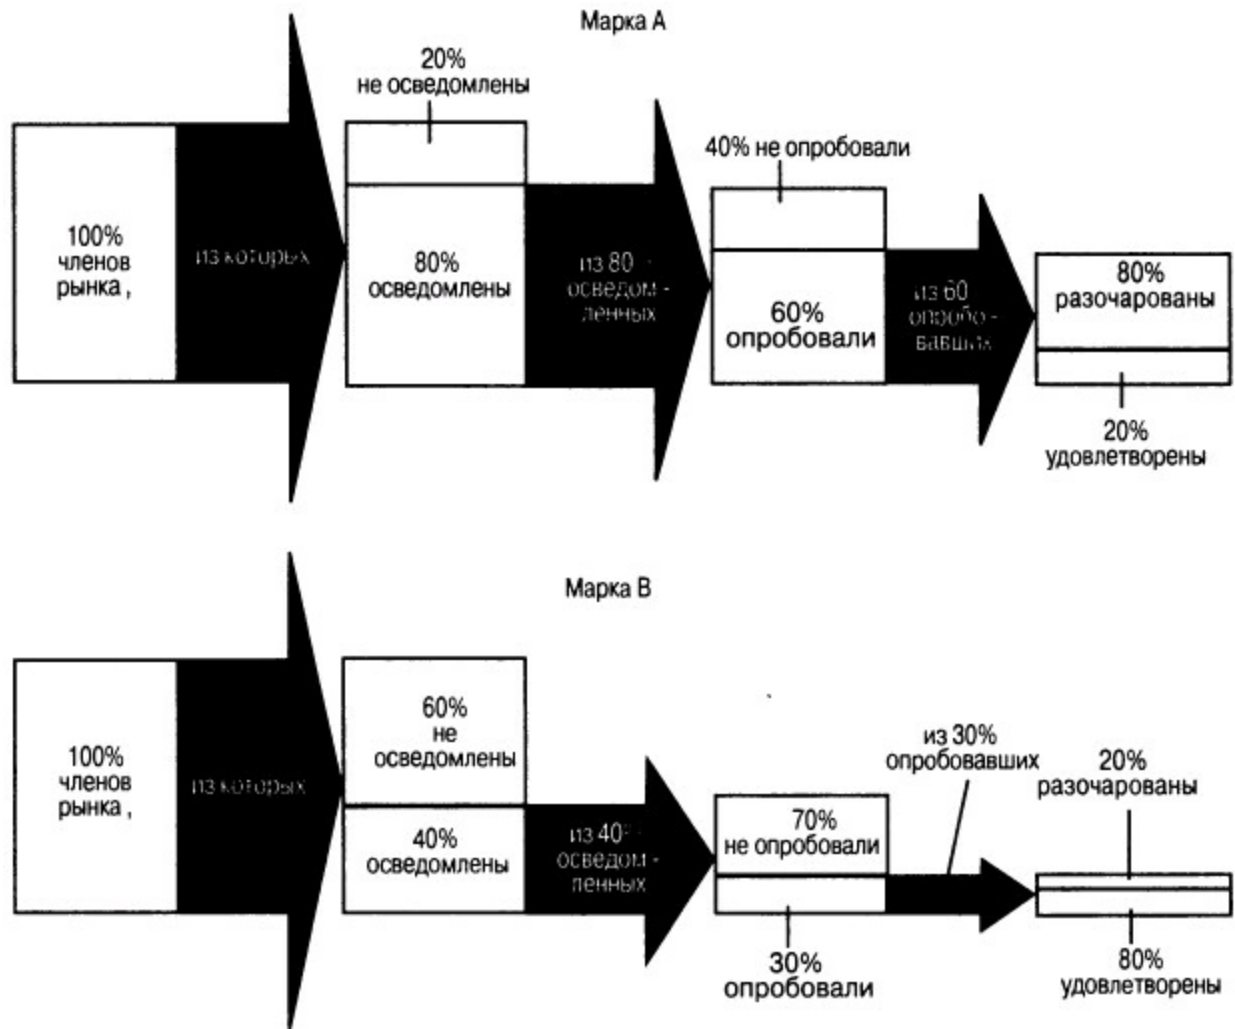 Марка А
20%
не осведомлены
40% не опробовали
100%
членов
рынка ,
из которых
80%
осведомлены
из 80
осведом -
ленных
60%
опробовали
из 60
опробо -
вавших
80%
разочарованы
20%
удовлетворены
Марка В
100%
членов
рынка ,
из которых
60%
не
осведомлены
40%
осведомлены
из 40%
осведом -
ленных
70%
не опробовали
30%
опробовали
из 30%
опробовавших
20%
разочарованы
80%
удовлетворены